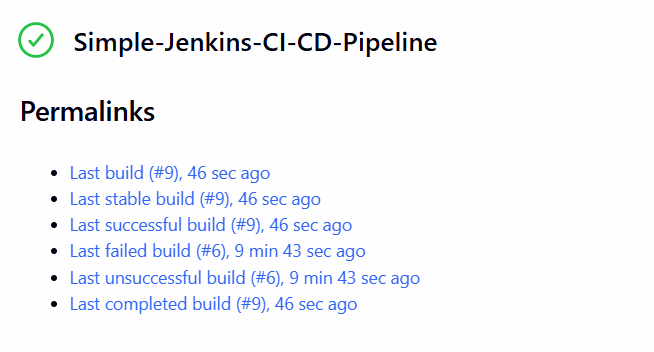 Simple-Jenkins-CI-CD-Pipeline
Permalinks
Last build (#9), 46 sec ago
Last stable build (#9), 46 sec ago
Last successful build (#9), 46 sec ago
Last failed build (#6), 9 min 43 sec ago
Last unsuccessful build (#6), 9 min 43 sec ago
Last completed build (#9), 46 sec ago